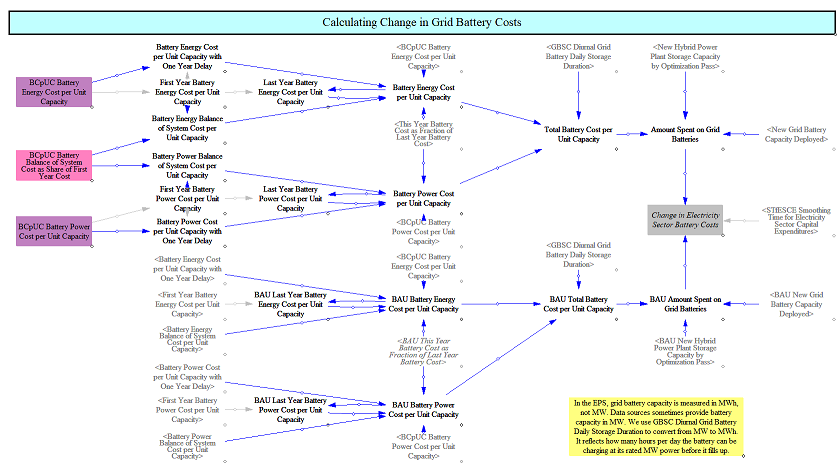 Calculating Change in Grid Battery Costs
Battery Energy Cost
per Unit Capacity with
One Year Delay
<BCpUC Battery
Energy Cost per Unit
Capacity>
<GBSC Diurnal Grid
Battery Daily Storage
Duration>
<New Hybrid Power
Plant Storage Capacity
by Optimization Pass>
BCpUC Battery
Energy Cost per Unit
Capacity
First Year Battery
Energy Cost per Unit
Capacity
Last Year Battery
Energy Cost per Unit
Capacity
Battery Energy Cost
per Unit Capacity
Battery Energy Balance
of System Cost per Unit
Capacity
<This Year Battery
Cost as Fraction of
Last Year Battery
Cost>
Total Battery Cost per
Unit Capacity
Amount Spent on Grid
Batteries
<New Grid Battery
Capacity Deployed>
BCpUC Battery
Balance of System
Cost as Share of First
Year Cost
Battery Power Balance
of System Cost per
Unit Capacity
First Year Battery
Power Cost per Unit
Capacity
Last Year Battery
Power Cost per Unit
Capacity
Battery Power Cost
per Unit Capacity
BCpUC Battery Power
Cost per Unit Capacity
Battery Power Cost
per Unit Capacity with
One Year Delay
<BCpUC Battery
Power Cost per Unit
Capacity>
Change in Electricity
Sector Battery Costs
<SfESCE Smoothing
Time for Electricity
Sector Capital
Expenditures>
<Battery Energy Cost
per Unit Capacity with
One Year Delay>
<BCpUC Battery
Energy Cost per Unit
Capacity>
<GBSC Diurnal Grid
Battery Daily Storage
Duration>
<First Year Battery
Energy Cost per Unit
Capacity>
BAU Last Year Battery
Energy Cost per Unit
Capacity
BAU Battery Energy
Cost per Unit Capacity
BAU Total Battery
Cost per Unit Capacity
BAU Amount Spent on
Grid Batteries
<BAU New Grid
Battery Capacity
Deployed>
<Battery Energy
Balance of System
Cost per Unit
Capacity>
<BAU This Year
Battery Cost as
Fraction of Last Year
Battery Cost>
<BAU New Hybrid
Power Plant Storage
Capacity by
Optimization Pass>
<Battery Power Cost
per Unit Capacity with
One Year Delay>
<First Year Battery
Power Cost per Unit
Capacity>
BAU Last Year Battery
Power Cost per Unit
Capacity
BAU Battery Power
Cost per Unit Capacity
<Battery Power
Balance of System
Cost per Unit
Capacity>
<BCpUC Battery
Power Cost per Unit
Capacity>
In the EPS, grid battery capacity is measured in MWh,
not MW. Data sources sometimes provide battery
capacity in MW. We use GBSC Diurnal Grid Battery
Daily Storage Duration to convert from MW to MWh.
It reflects how many hours per day the battery can be
charging at its rated MW power before it fills up.